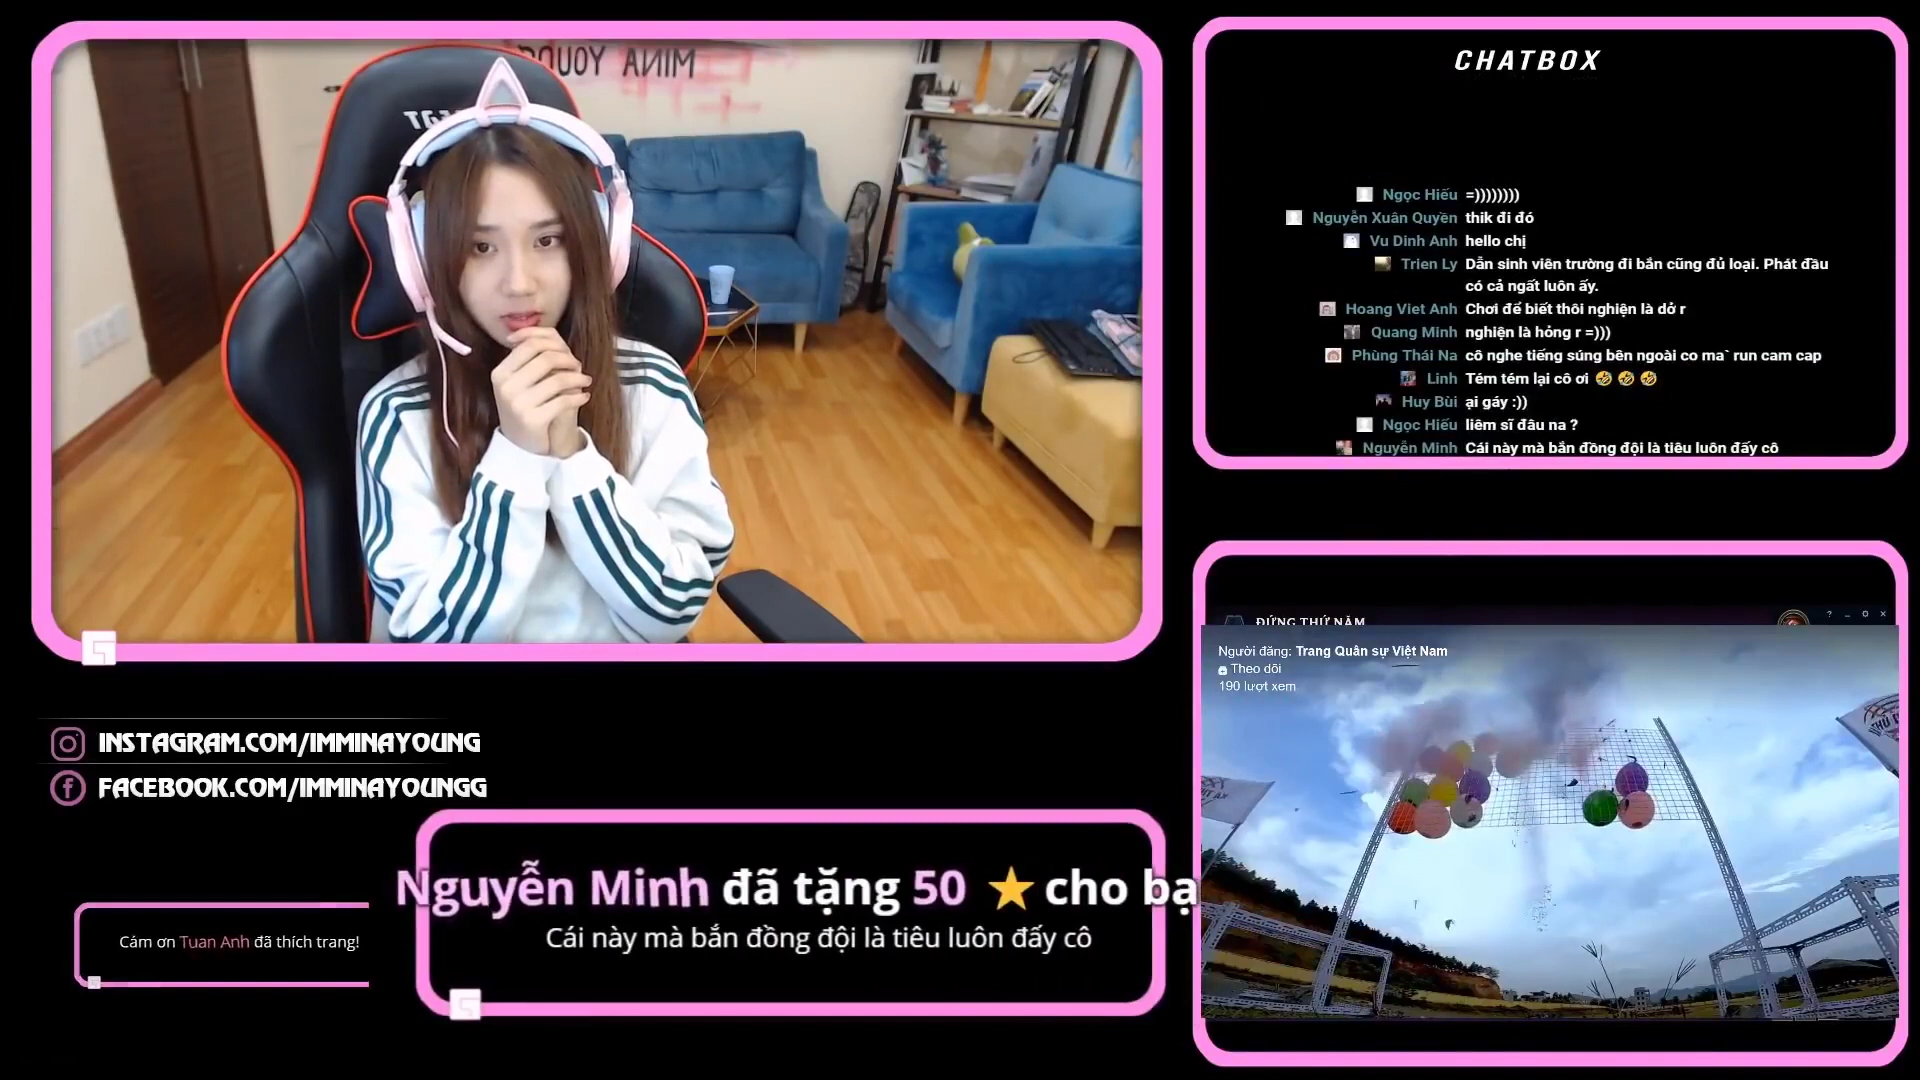 MINA YOUNG
CHATBOX
Ngọc Hiếu =))))))))
Nguyễn Xuân Quyền thik đi đó
Vu Dinh Anh hello chị
Trien Ly Dẫn sinh viên trường đi bắn cũng đủ loại. Phát đầu
có cả ngất luôn ấy.
Hoang Viet Anh Chơi để biết thôi nghiện là dở r
Quang Minh nghiện là hỏng r =)))
Phùng Thái Na cô nghe tiếng súng bên ngoài co ma` run cam cap
Linh Tém tém lại cô ơi 🤣 🤣 🤣
Huy Bùi ại gáy :))
Ngọc Hiếu liêm sĩ đâu na ?
Nguyễn Minh Cái này mà bắn đồng đội là tiêu luôn đấy cô
ĐỨNG THỨ NĂM
Người đăng: Trang Quân sự Việt Nam
Theo dõi
190 lượt xem
INSTAGRAM.COM/IMMINAYOUNG
FACEBOOK.COM/IMMINAYOUNGG
Nguyễn Minh đã tặng 50 ⭐ cho bạ
Cái này mà bắn đồng đội là tiêu luôn đấy cô
Cám ơn Tuan Anh đã thích trang!